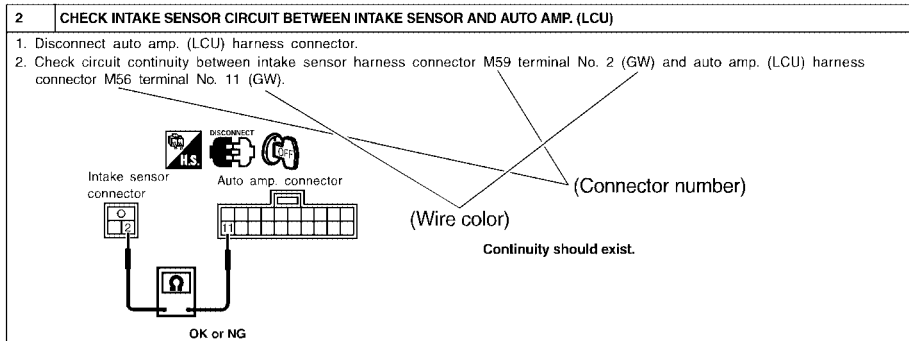 2 CHECK INTAKE SENSOR CIRCUIT BETWEEN INTAKE SENSOR AND AUTO AMP. (LCU)
1. Disconnect auto amp. (LCU) harness connector.
2. Check circuit continuity between intake sensor harness connector M59 terminal No. 2 (GW) and auto amp. (LCU) harness
connector M56 terminal No. 11 (GW).
DISCONNECT
H.S.
OFF
Intake sensor
connector
Auto amp. connector
(Connector number)
2
11
(Wire color)
Continuity should exist.
Ω
OK or NG